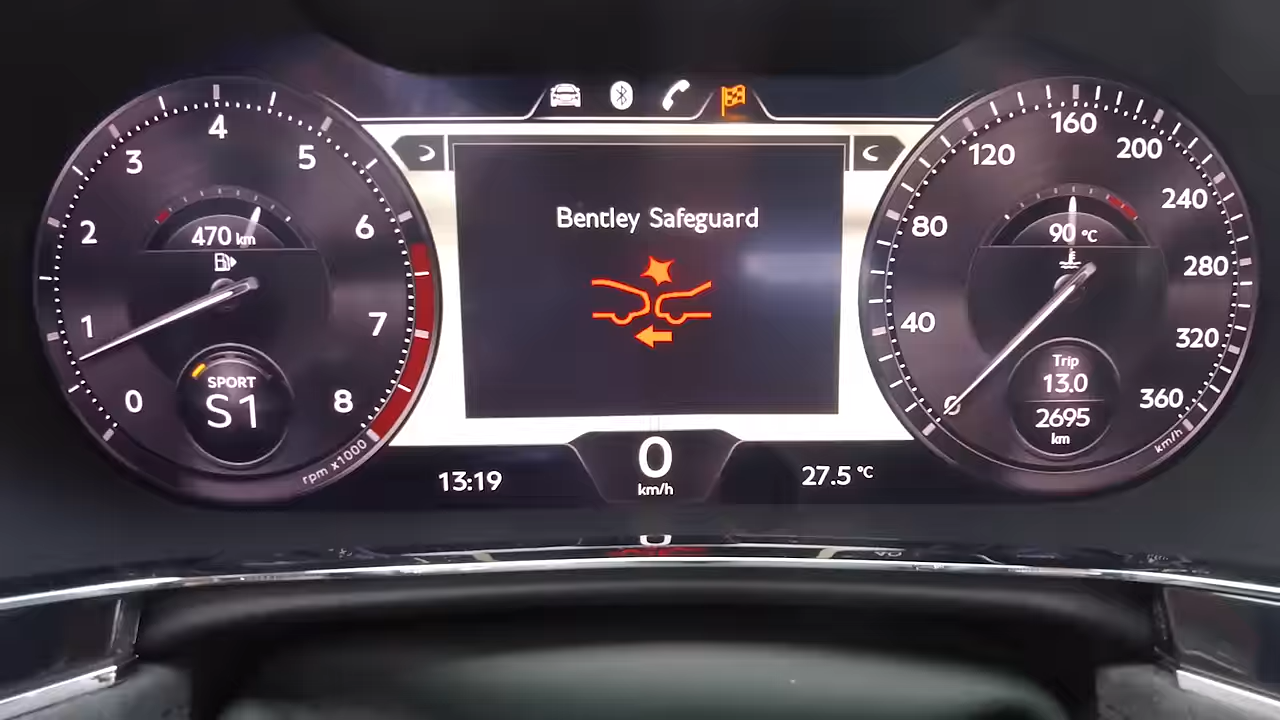 0
1
2
3
4
5
6
7
8
rpm x1000
470 km
SPORT
S1
Bentley Safeguard
13:19
0
km/h
27.5 °C
0
40
80
120
160
200
240
280
320
360
km/h
90 °C
Trip
13.0
2695
km